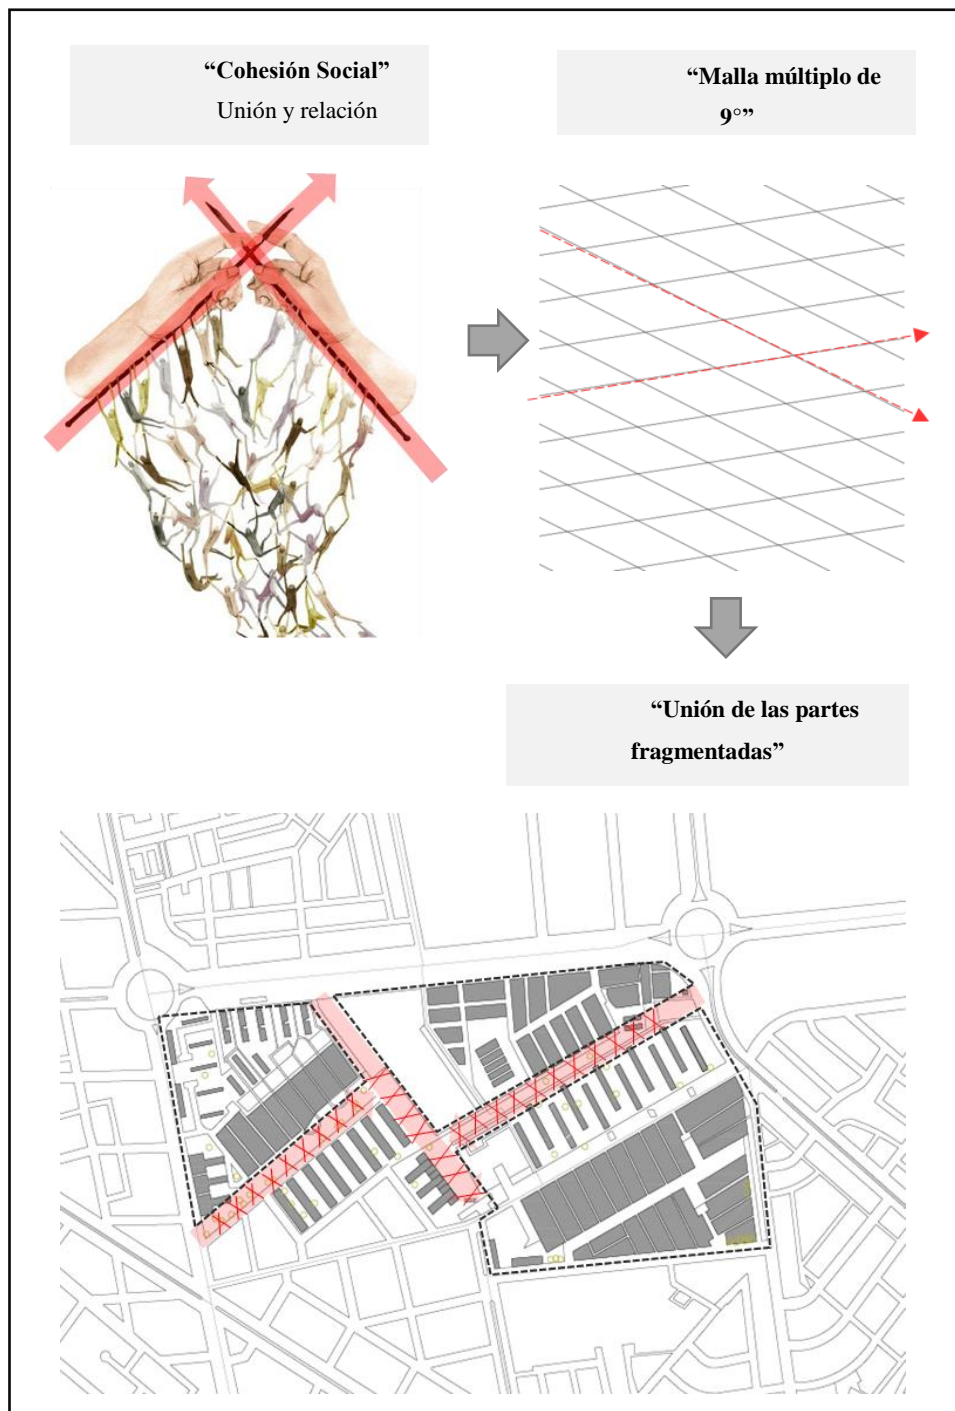 “Cohesión Social”
Unión y relación
“Malla múltiplo de
9°”
“Unión de las partes
fragmentadas”